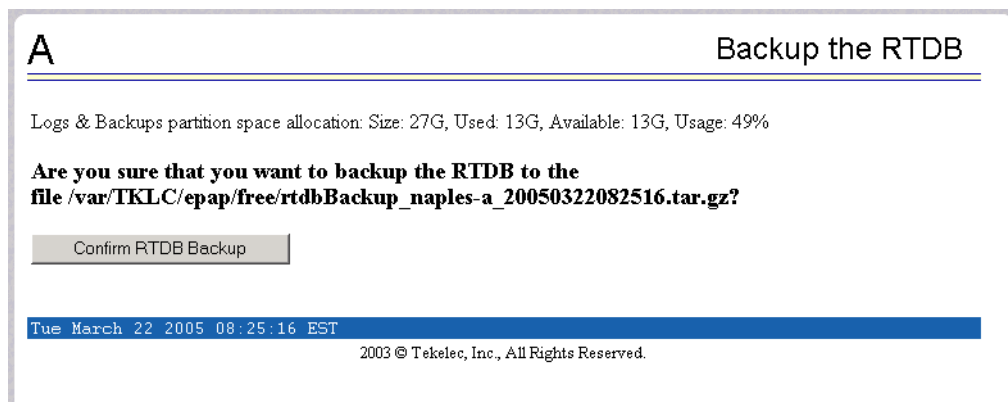 A
Backup the RTDB
Logs & Backups partition space allocation: Size: 27G, Used: 13G, Available: 13G, Usage: 49%
Are you sure that you want to backup the RTDB to the
file /var/TKLC/epap/free/rtdbBackup_naples-a_20050322082516.tar.gz?
Confirm RTDB Backup
Tue March 22 2005 08:25:16 EST
2003 © Tekelec, Inc., All Rights Reserved.